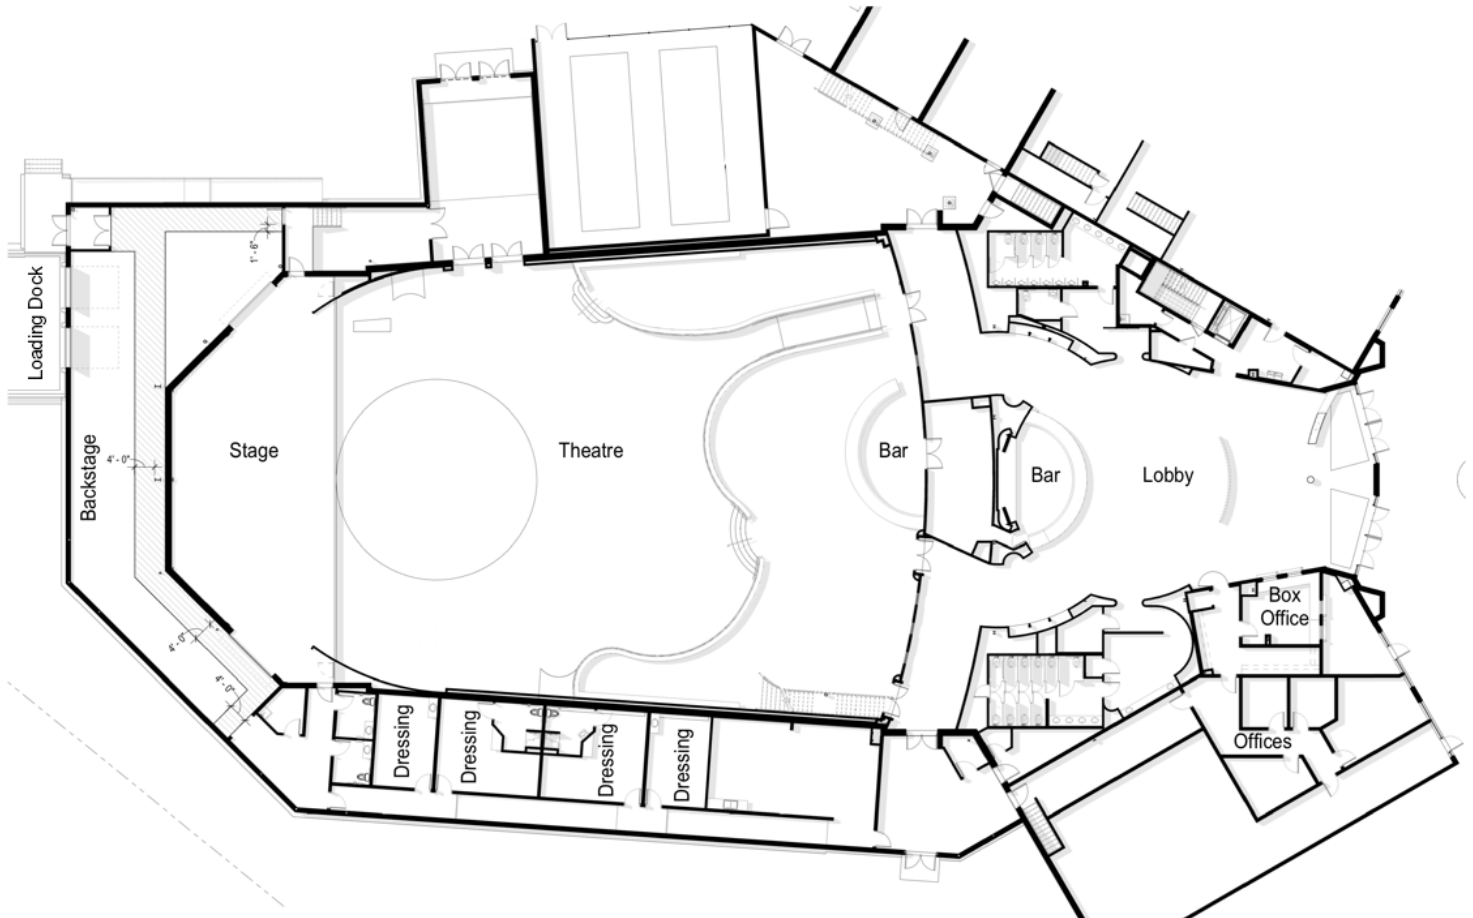 1'- 6"
Loading Dock
Backstage
4' - 0"
Stage
Theatre
Bar
Bar
Lobby
4' - 0"
4' - 0"
Box
Office
Offices
Dressing
Dressing
Dressing
Dressing